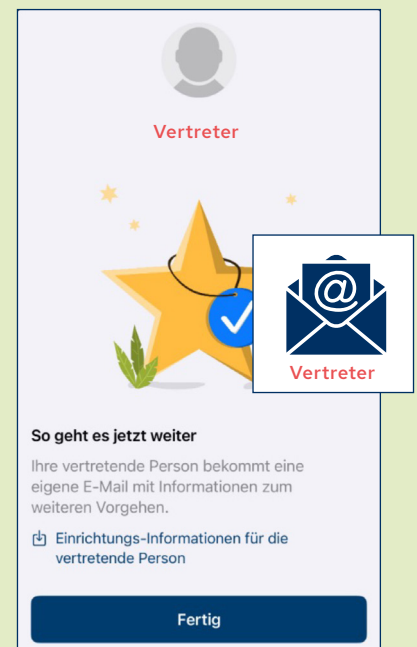 Vertreter
@
Vertreter
So geht es jetzt weiter
Ihre vertretende Person bekommt eine
eigene E-Mail mit Informationen zum
weiteren Vorgehen.
Einrichtungs-Informationen für die
vertretende Person
Fertig